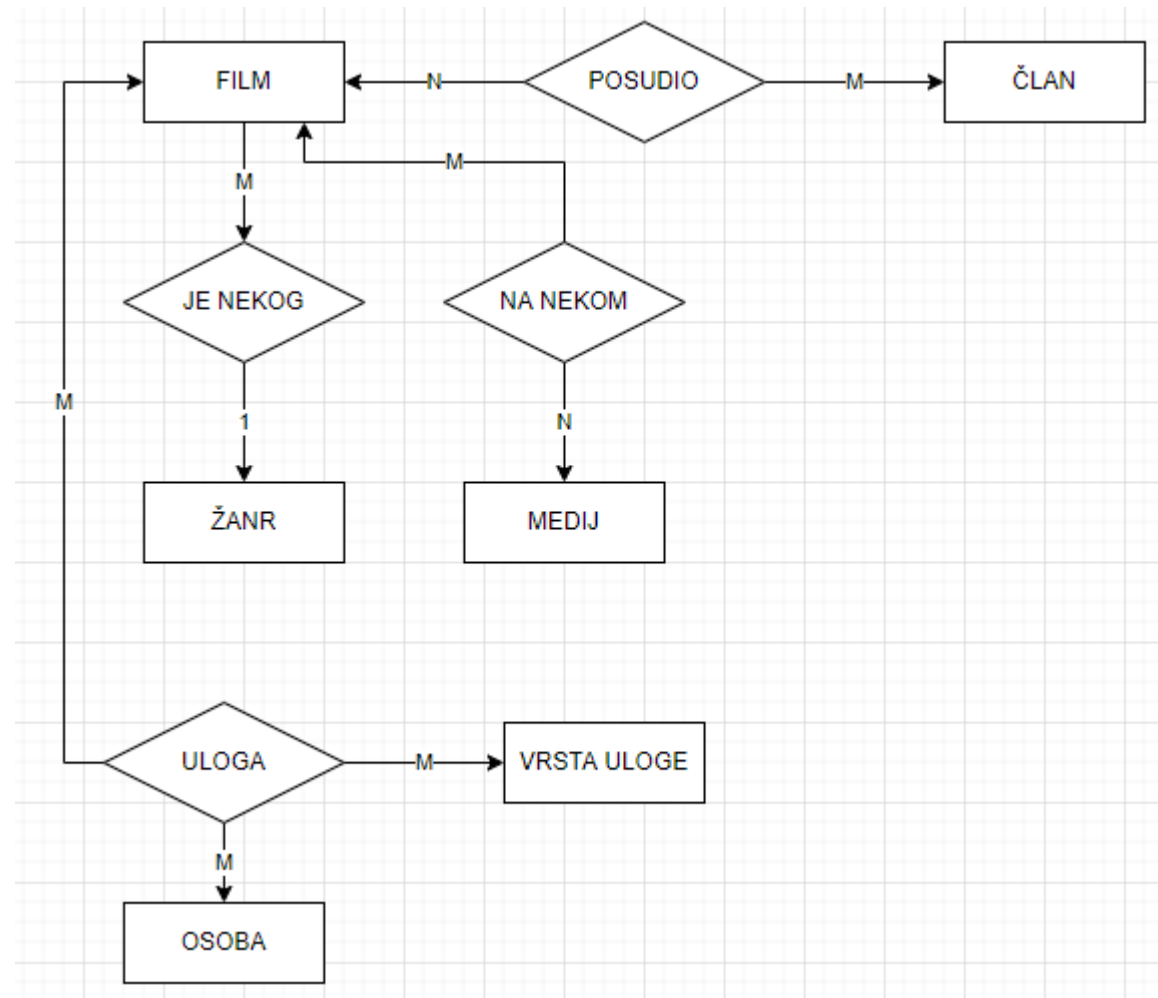 FILM
N
POSUDIO
M
ČLAN
M
M
JE NEKOG
NA NEKOM
M
1
N
ŽANR
MEDIJ
ULOGA
M
VRSTA ULOGE
M
OSOBA